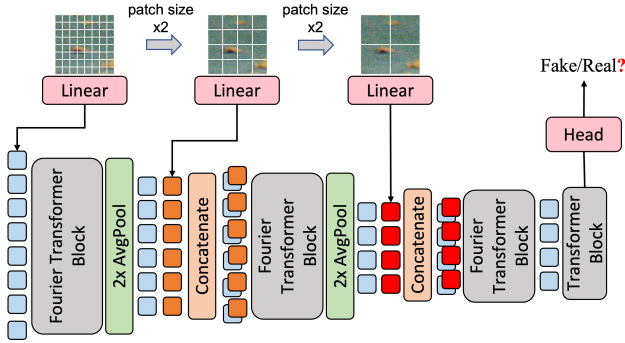 patch size
x2
patch size
x2
Linear
Linear
Linear
Fake/Real?
Head
Fourier Transformer
Block
2x AvgPool
Concatenate
Fourier
Transformer
Block
2x AvgPool
Concatenate
Fourier
Transformer
Block
Transformer
Block